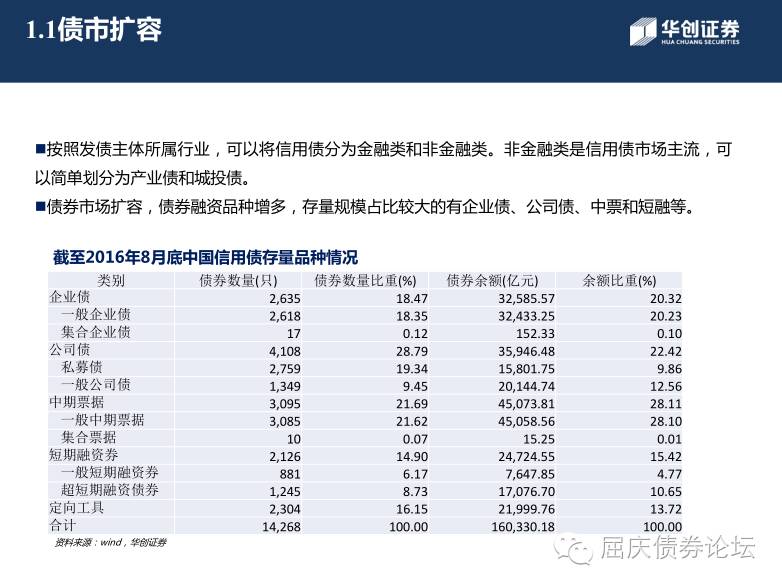 1.1债市扩容
华创证券
HUA CHUANG SECURITIES
■按照发债主体所属行业，可以将信用债分为金融类和非金融类。非金融类是信用债市场主流，可
以简单划分为产业债和城投债。
■债券市场扩容，债券融资品种增多，存量规模占比较大的有企业债、公司债、中票和短融等。
截至2016年8月底中国信用债存量品种情况
类别 债券数量(只) 债券数量比重(%) 债券余额(亿元) 余额比重(%)
企业债 2,635 18.47 32,585.57 20.32
一般企业债 2,618 18.35 32,433.25 20.23
集合企业债 17 0.12 152.33 0.10
公司债 4,108 28.79 35,946.48 22.42
私募债 2,759 19.34 15,801.75 9.86
一般公司债 1,349 9.45 20,144.74 12.56
中期票据 3,095 21.69 45,073.81 28.11
一般中期票据 3,085 21.62 45,058.56 28.10
集合票据 10 0.07 15.25 0.01
短期融资券 2,126 14.90 24,724.55 15.42
一般短期融资券 881 6.17 7,647.85 4.77
超短期融资债券 1,245 8.73 17,076.70 10.65
定向工具 2,304 16.15 21,999.76 13.72
合计 14,268 100.00 160,330.18 100.00
资料来源：wind，华创证券
屈庆债券论坛